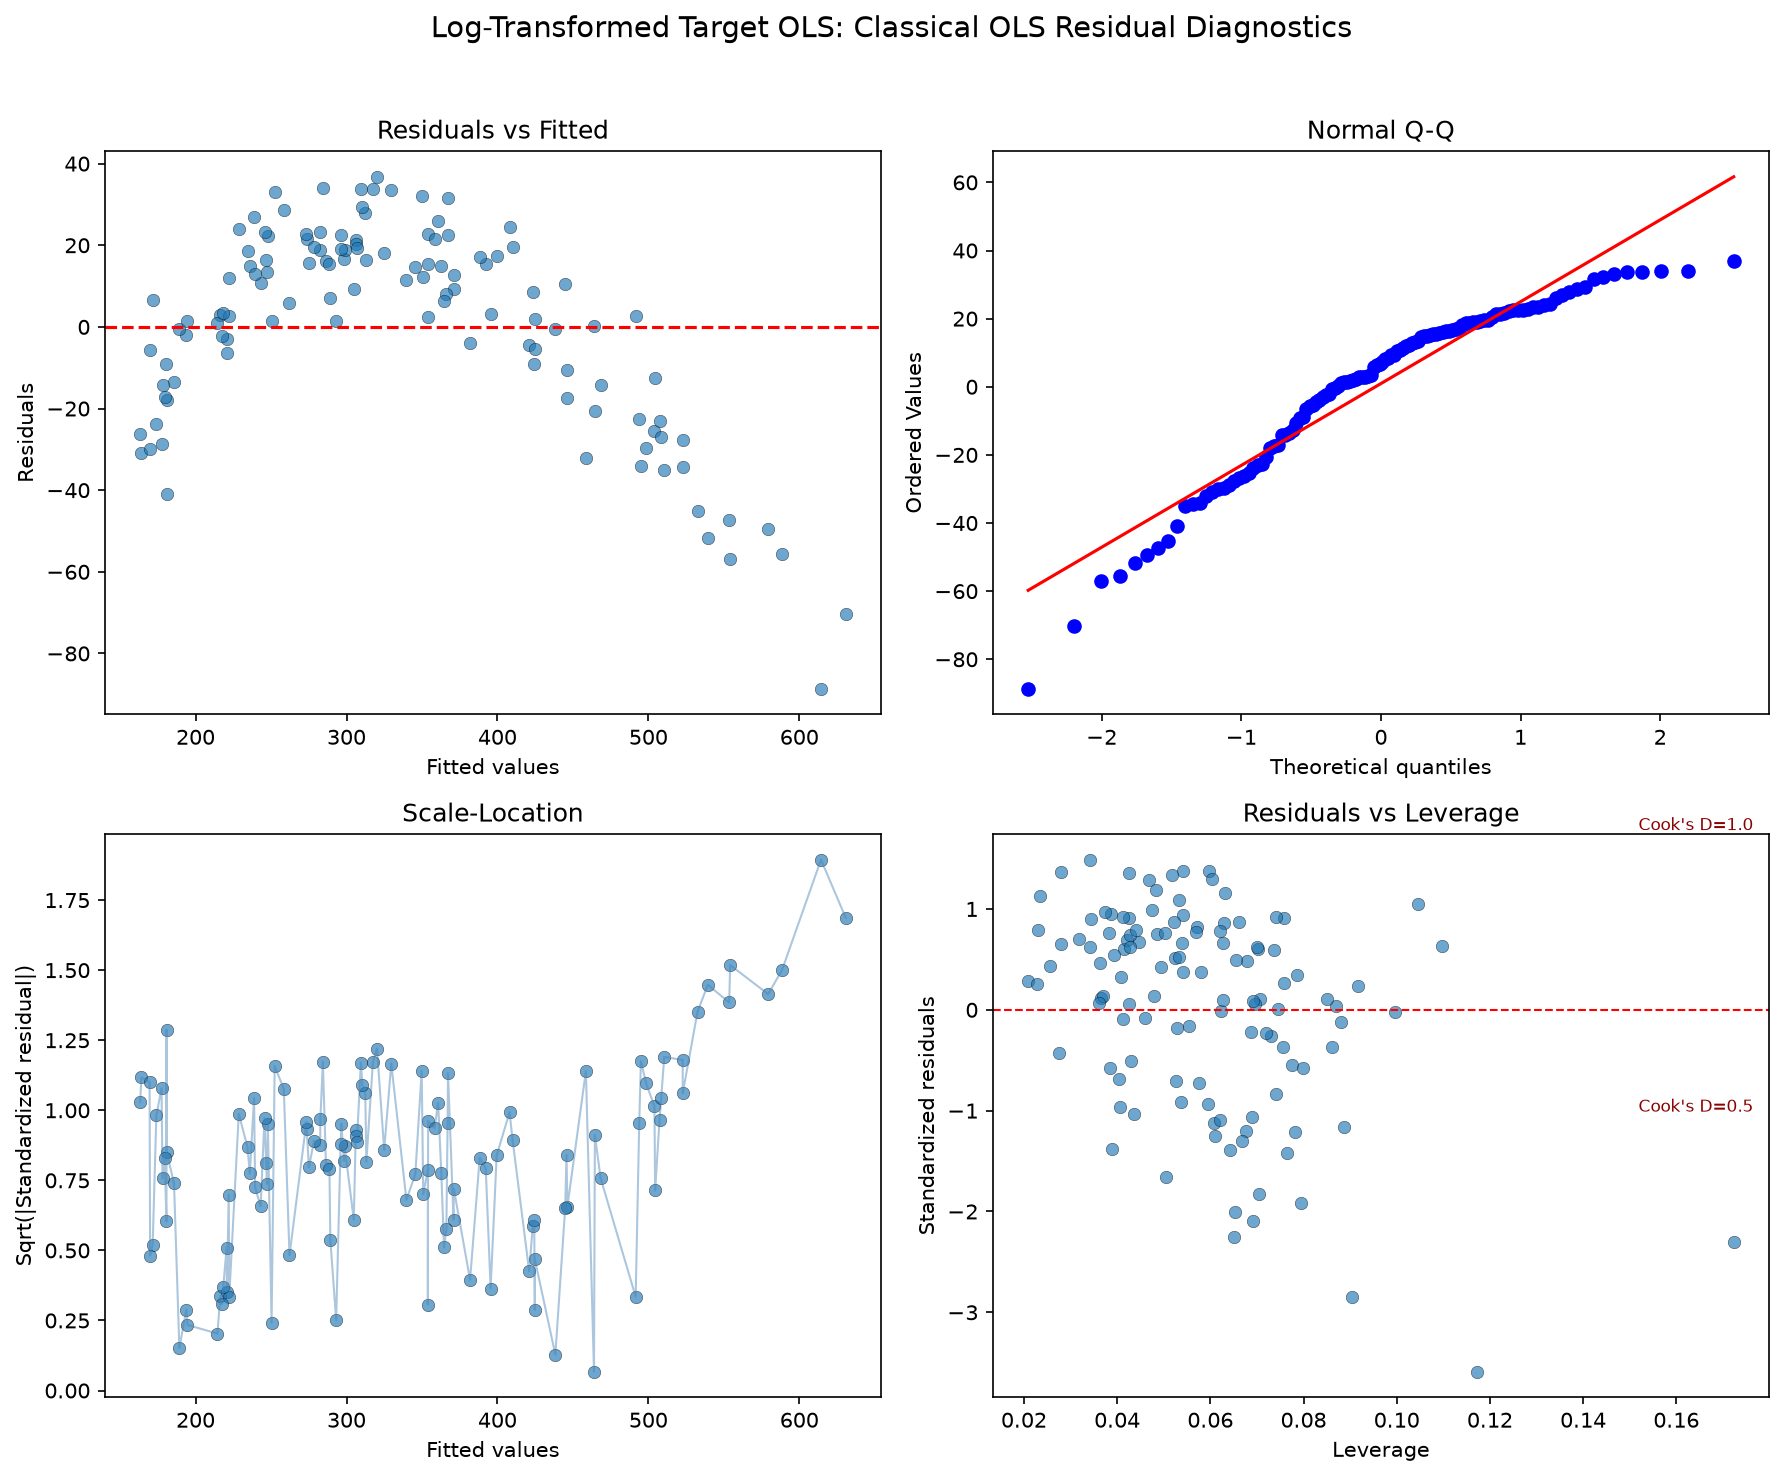 Log-Transformed Target OLS: Classical OLS Residual Diagnostics
Residuals vs Fitted
40
20
0
−20
−40
−60
−80
Residuals
200 300 400 500 600
Fitted values
Normal Q-Q
60
40
20
0
−20
−40
−60
−80
Ordered Values
−2 −1 0 1 2
Theoretical quantiles
Scale-Location
1.75
1.50
1.25
1.00
0.75
0.50
0.25
0.00
Sqrt(|Standardized residual|)
200 300 400 500 600
Fitted values
Residuals vs Leverage
Cook's D=1.0
Cook's D=0.5
1
0
−1
−2
−3
Standardized residuals
0.02 0.04 0.06 0.08 0.10 0.12 0.14 0.16
Leverage